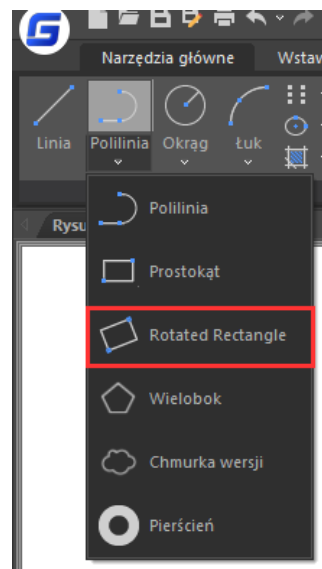 G
Narzędzia główne Wstaw
Linia Polilinia Okrąg Łuk
Rysu
Polilinia
Prostokąt
Rotated Rectangle
Wielobok
Chmurka wersji
Pierścień